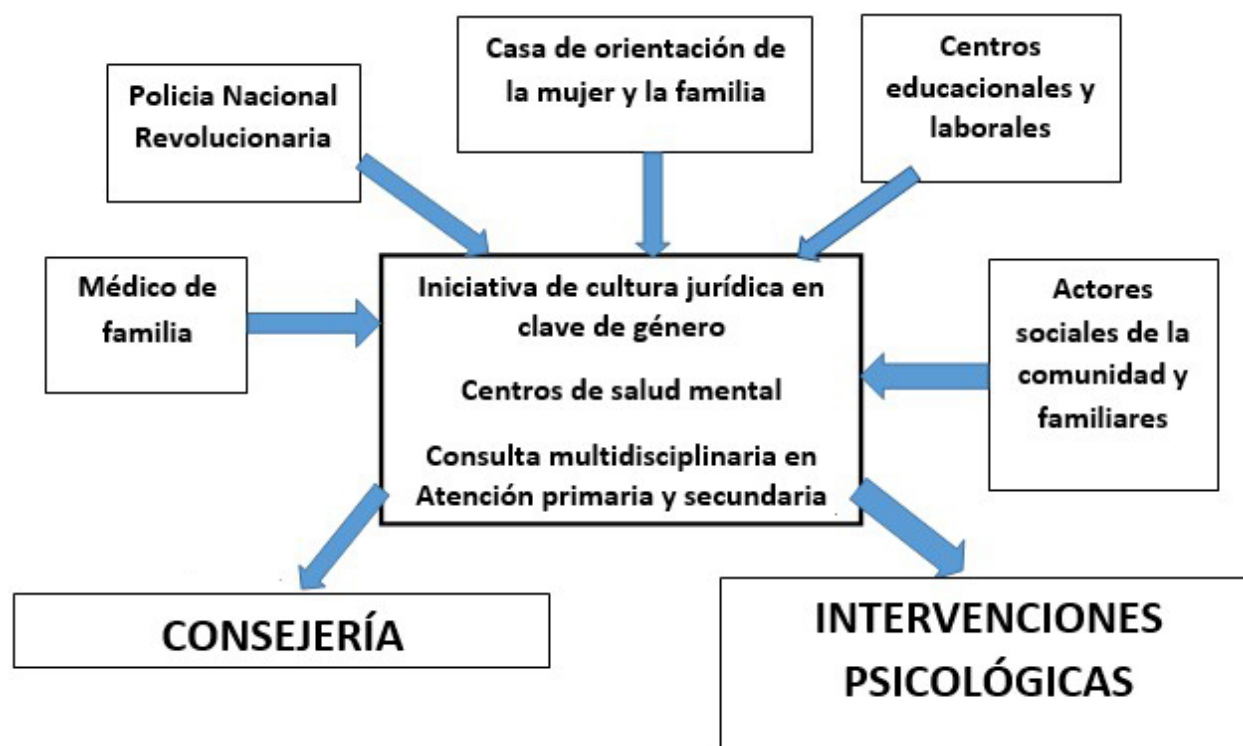 Casa de orientación de
la mujer y la familia
Centros
educacionales y
laborales
Policia Nacional
Revolucionaria
Médico de
familia
Iniciativa de cultura jurídica en
clave de género
Centros de salud mental
Consulta multidisciplinaria en
Atención primaria y secundaria
Actores
sociales de la
comunidad y
familiares
CONSEJERÍA
INTERVENCIONES
PSICOLÓGICAS